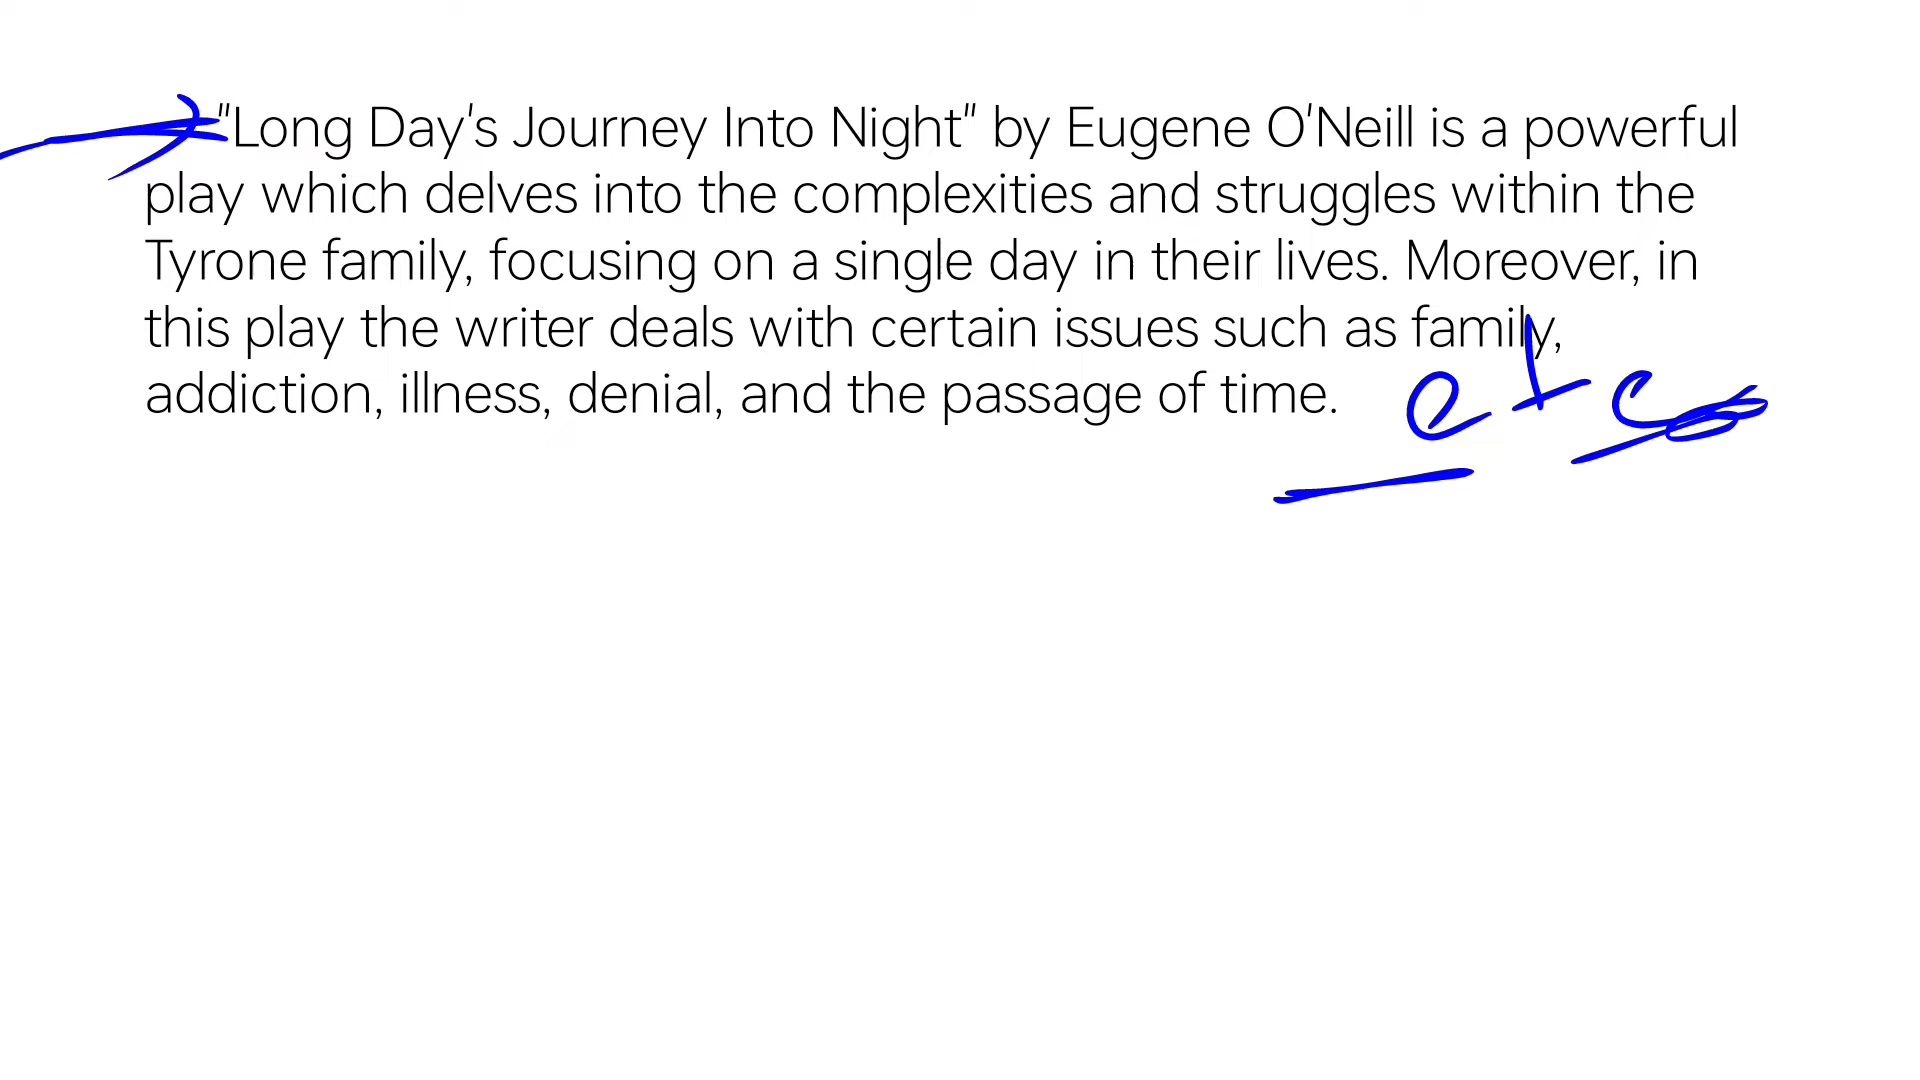 "Long Day's Journey Into Night" by Eugene O'Neill is a powerful
play which delves into the complexities and struggles within the
Tyrone family, focusing on a single day in their lives. Moreover, in
this play the writer deals with certain issues such as family,
addiction, illness, denial, and the passage of time. etc